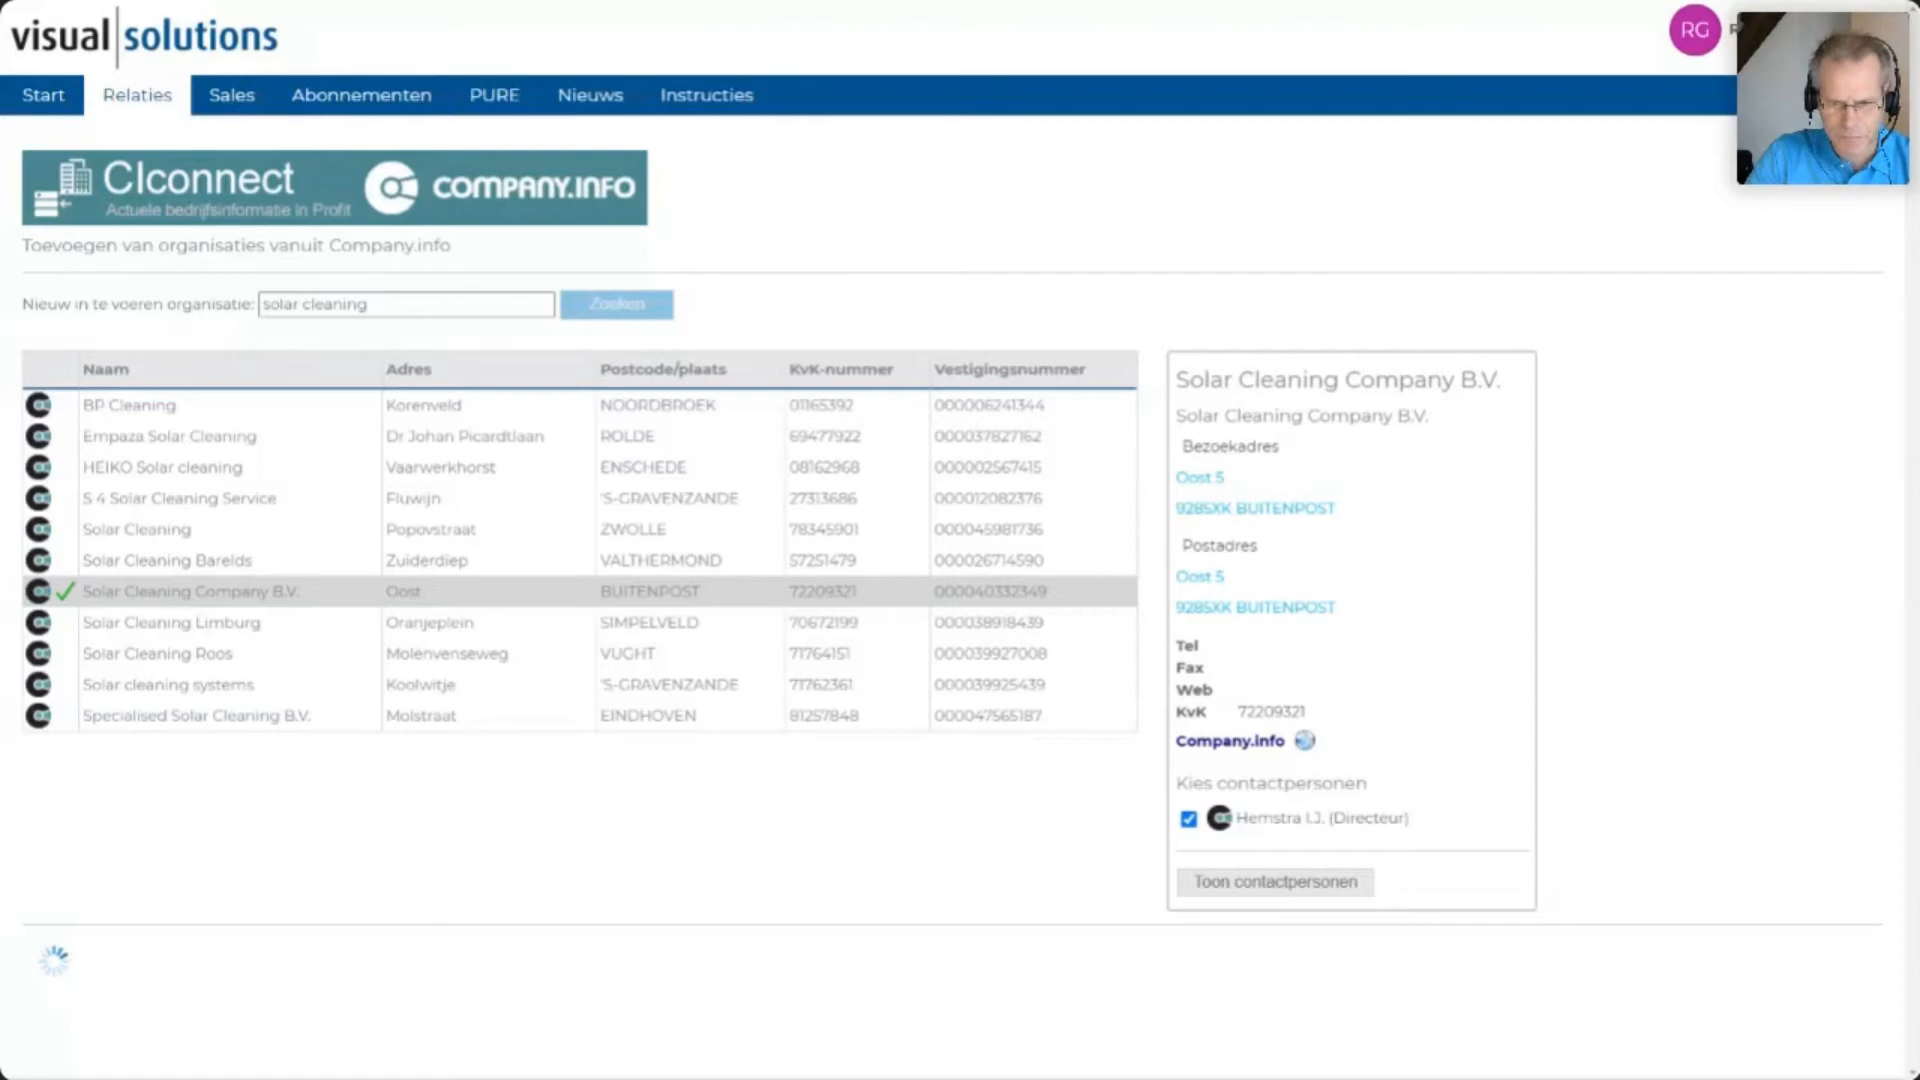 visual solutions
RG
Start Relaties Sales Abonnementen PURE Nieuws Instructies
CIconnect COMPANY.INFO
Actuele bedrijfsinformatie in Profit
Toevoegen van organisaties vanuit Company.info
Nieuw in te voeren organisatie: solar cleaning Zoeken
Naam Adres Postcode/plaats KvK-nummer Vestigingsnummer
BP Cleaning Korenveld NOORDBROEK 01165392 000006241344
Empaza Solar Cleaning Dr Johan Picardtlaan ROLDE 69477922 000037827162
HEIKO Solar cleaning Vaarwerkhorst ENSCHEDE 08162968 000002567415
S 4 Solar Cleaning Service Fluwijn 'S-GRAVENZANDE 27313686 000012082376
Solar Cleaning Popovstraat ZWOLLE 78345901 000045981736
Solar Cleaning Barelds Zuiderdiep VALTHERMOND 57251479 000026714590
Solar Cleaning Company B.V. Oost BUITENPOST 72209321 000040332349
Solar Cleaning Limburg Oranjeplein SIMPELVELD 70672199 000038918439
Solar Cleaning Roos Molenvenseweg VUGHT 71764151 000039927008
Solar cleaning systems Koolwitje 'S-GRAVENZANDE 71762361 000039925439
Specialised Solar Cleaning B.V. Molstraat EINDHOVEN 81257848 000047565187
Solar Cleaning Company B.V.
Solar Cleaning Company B.V.
Bezoekadres
Oost 5
9285XK BUITENPOST
Postadres
Oost 5
9285XK BUITENPOST
Tel
Fax
Web
KvK 72209321
Company.info
Kies contactpersonen
Hemstra I.J. (Directeur)
Toon contactpersonen